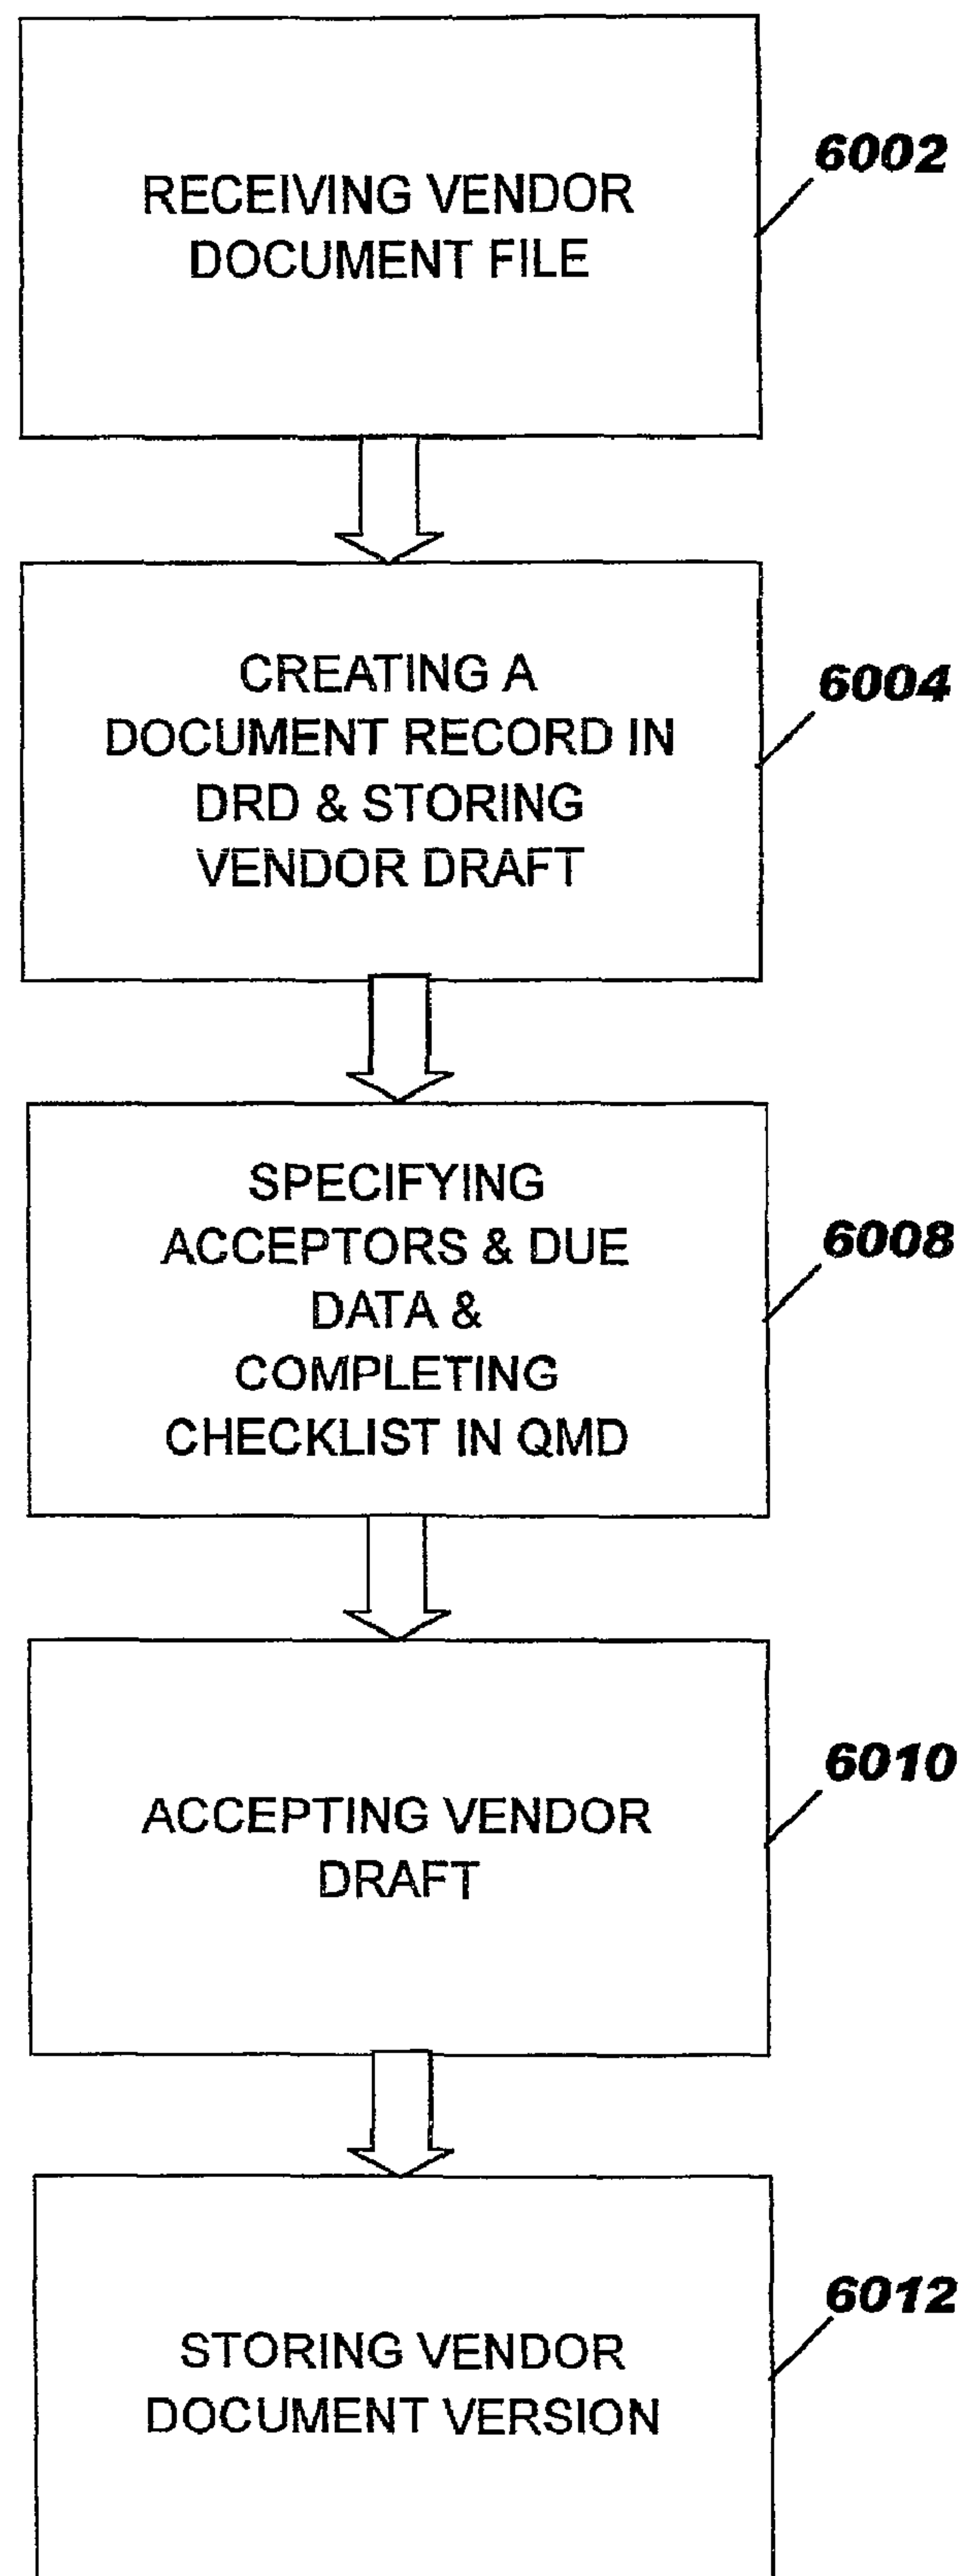 RECEIVING VENDOR
DOCUMENT FILE
6002
CREATING A
DOCUMENT RECORD IN
DRD & STORING
VENDOR DRAFT
6004
SPECIFYING
ACCEPTORS & DUE
DATA &
COMPLETING
CHECKLIST IN QMD
6008
ACCEPTING VENDOR
DRAFT
6010
STORING VENDOR
DOCUMENT VERSION
6012